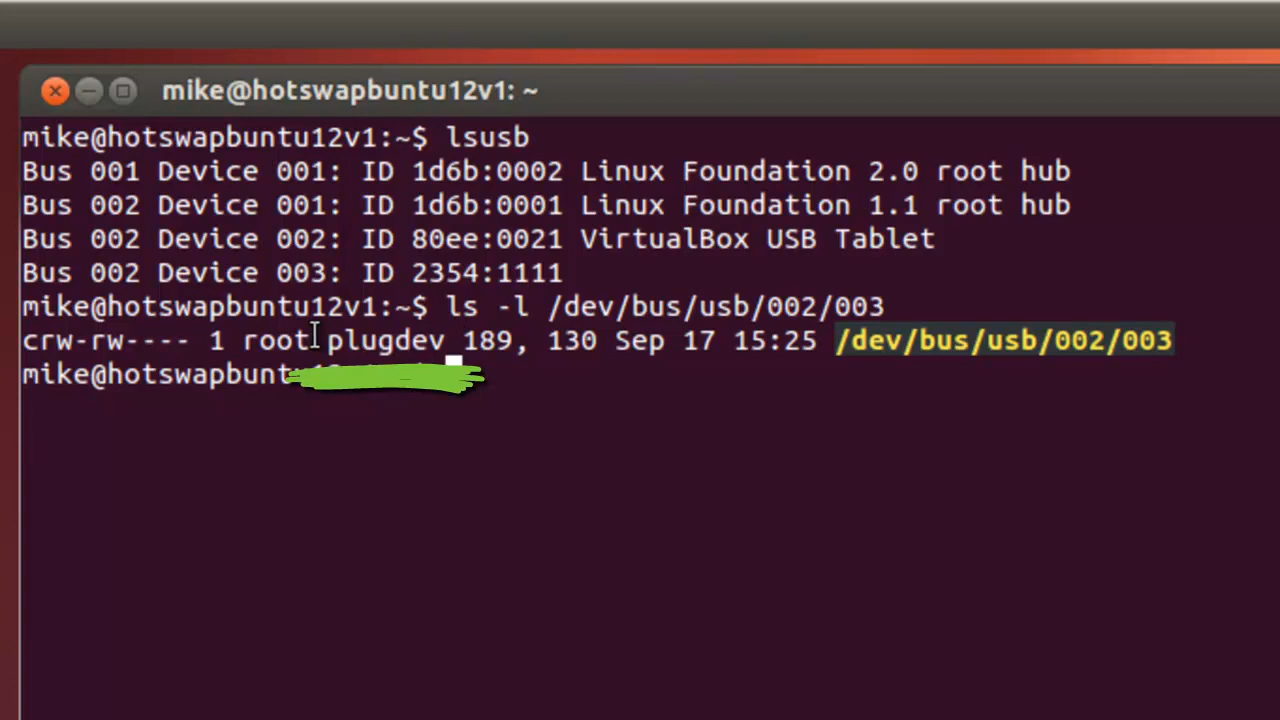 mike@hotswapbuntu12v1: ~
mike@hotswapbuntu12v1:~$ lsusb
Bus 001 Device 001: ID 1d6b:0002 Linux Foundation 2.0 root hub
Bus 002 Device 001: ID 1d6b:0001 Linux Foundation 1.1 root hub
Bus 002 Device 002: ID 80ee:0021 VirtualBox USB Tablet
Bus 002 Device 003: ID 2354:1111
mike@hotswapbuntu12v1:~$ ls -l /dev/bus/usb/002/003
crw-rw---- 1 root plugdev 189, 130 Sep 17 15:25 /dev/bus/usb/002/003